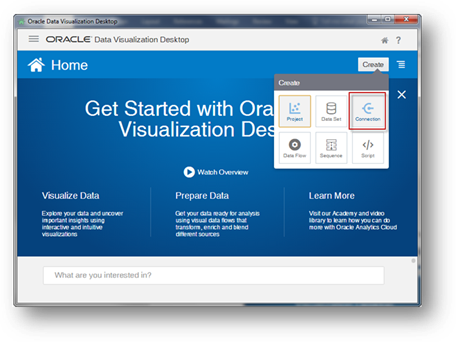 Oracle Data Visualization Desktop
ORACLE Data Visualization Desktop
?
Home
Create
Create
Project
Data Set
Connection
Data Flow
Sequence
Script
Get Started with Ora
Visualization Des
Watch Overview
Visualize Data
Explore your data and uncover
important insights using
interactive and intuitive
visualizations
Prepare Data
Get your data ready for analysis
using visual data flows that
transform, enrich and blend
different sources
Learn More
Visit our Academy and video
library to learn how you can do
more with Oracle Analytics Cloud
What are you interested in?